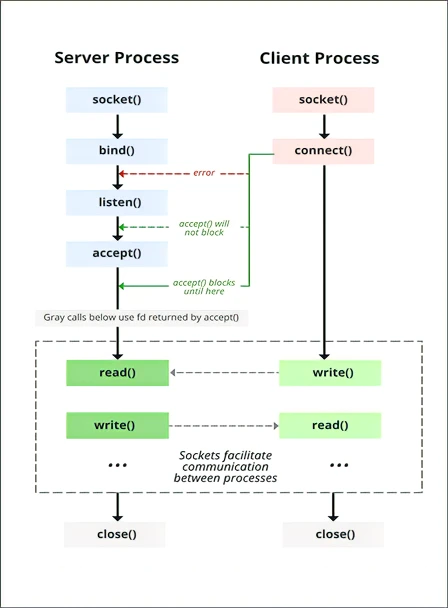 Server Process
Client Process
socket()
socket()
bind()
connect()
error
listen()
accept() will
not block
accept()
accept() blocks
until here
Gray calls below use fd returned by accept()
read()
write()
write()
read()
...
Sockets facilitate
communication
between processes
...
close()
close()